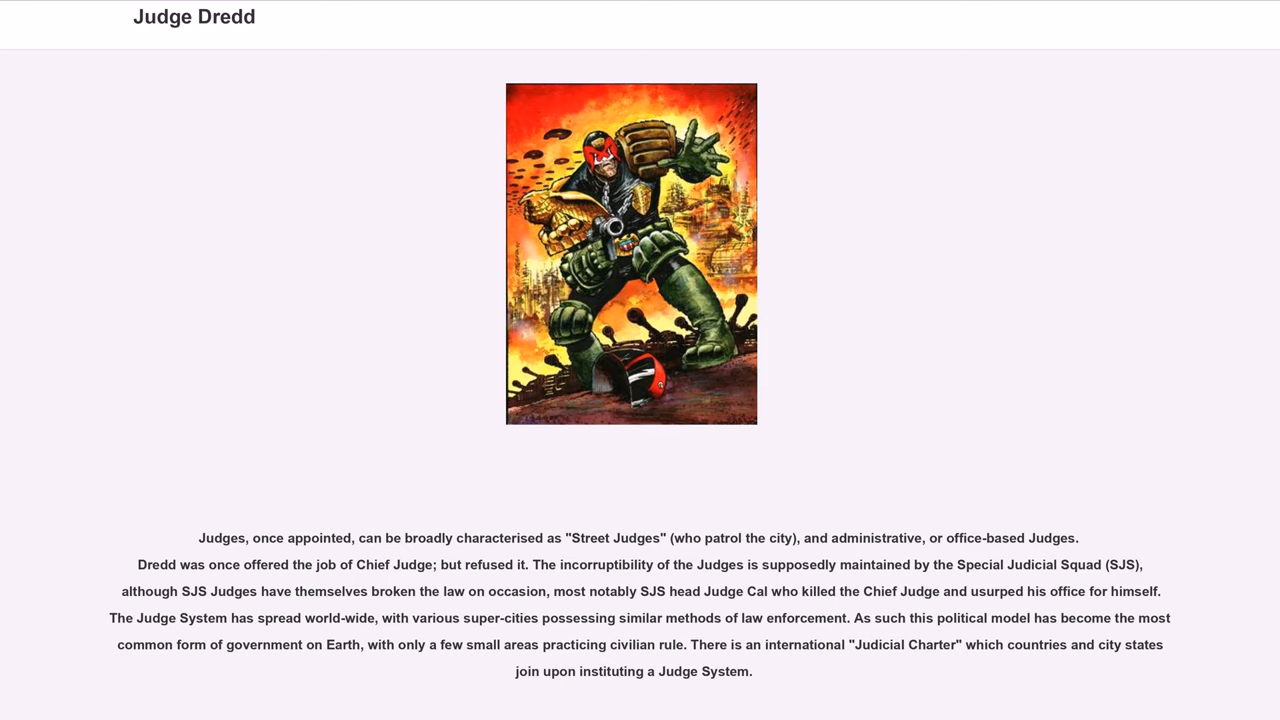 Judge Dredd
Judges, once appointed, can be broadly characterised as "Street Judges" (who patrol the city), and administrative, or office-based Judges.
Dredd was once offered the job of Chief Judge; but refused it. The incorruptibility of the Judges is supposedly maintained by the Special Judicial Squad (SJS),
although SJS Judges have themselves broken the law on occasion, most notably SJS head Judge Cal who killed the Chief Judge and usurped his office for himself.
The Judge System has spread world-wide, with various super-cities possessing similar methods of law enforcement. As such this political model has become the most
common form of government on Earth, with only a few small areas practicing civilian rule. There is an international "Judicial Charter" which countries and city states
join upon instituting a Judge System.